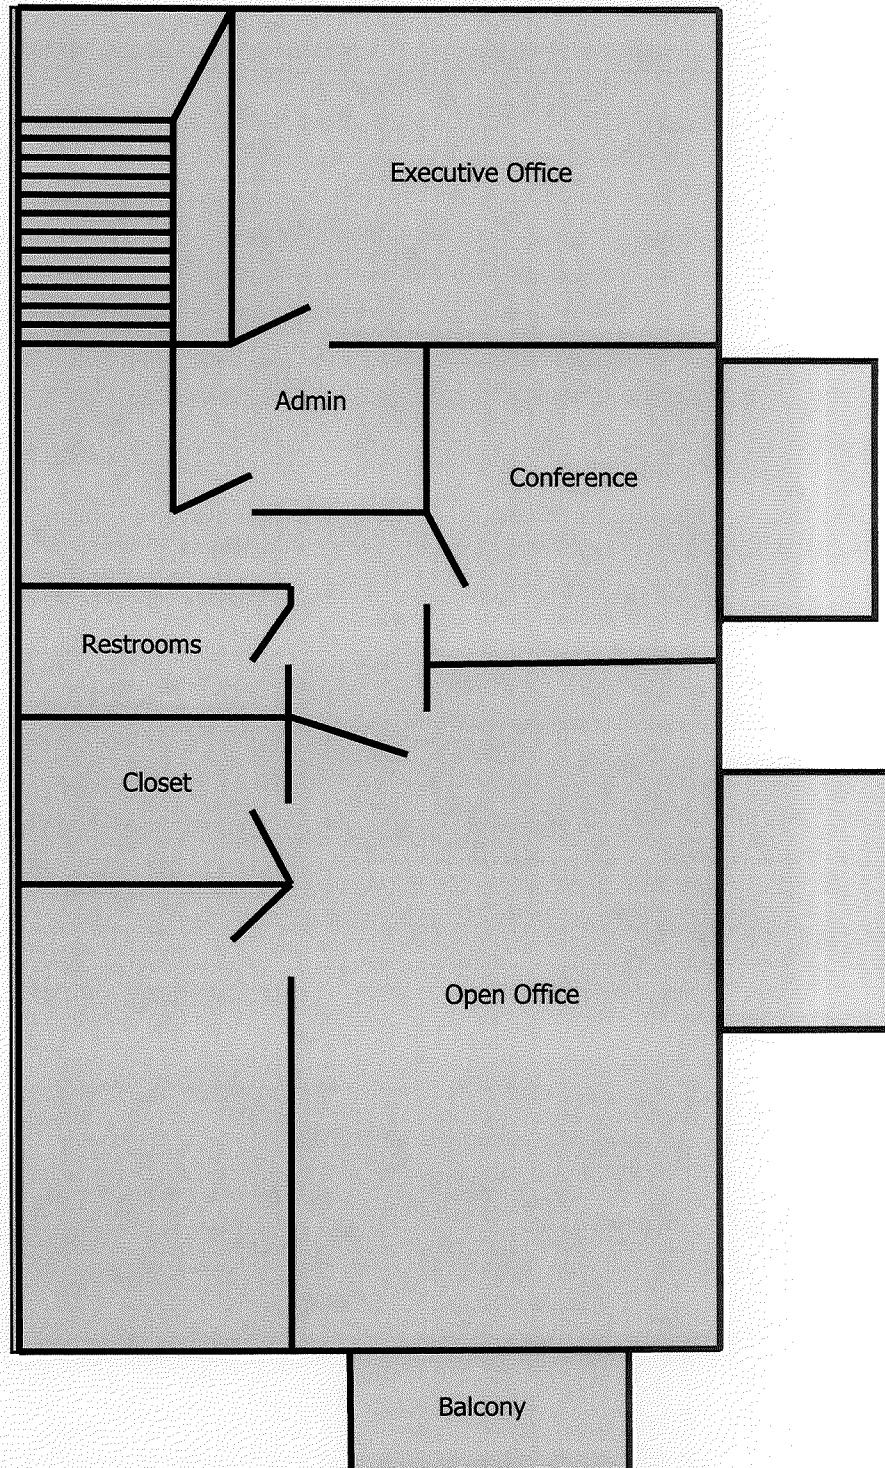 Executive Office
Admin
Conference
Restrooms
Closet
Open Office
Balcony